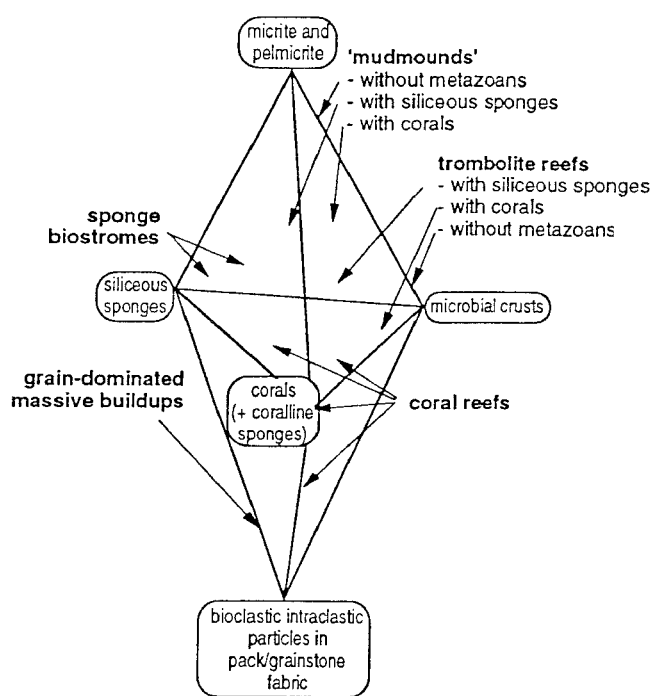 micrite and
pelmicrite
'mudmounds'
- without metazoans
- with siliceous sponges
- with corals
trombolite reefs
- with siliceous sponges
- with corals
- without metazoans
sponge
biostromes
siliceous
sponges
microbial crusts
grain-dominated
massive buildups
corals
(+ coralline
sponges)
coral reefs
bioclastic intraclastic
particles in
pack/grainstone
fabric